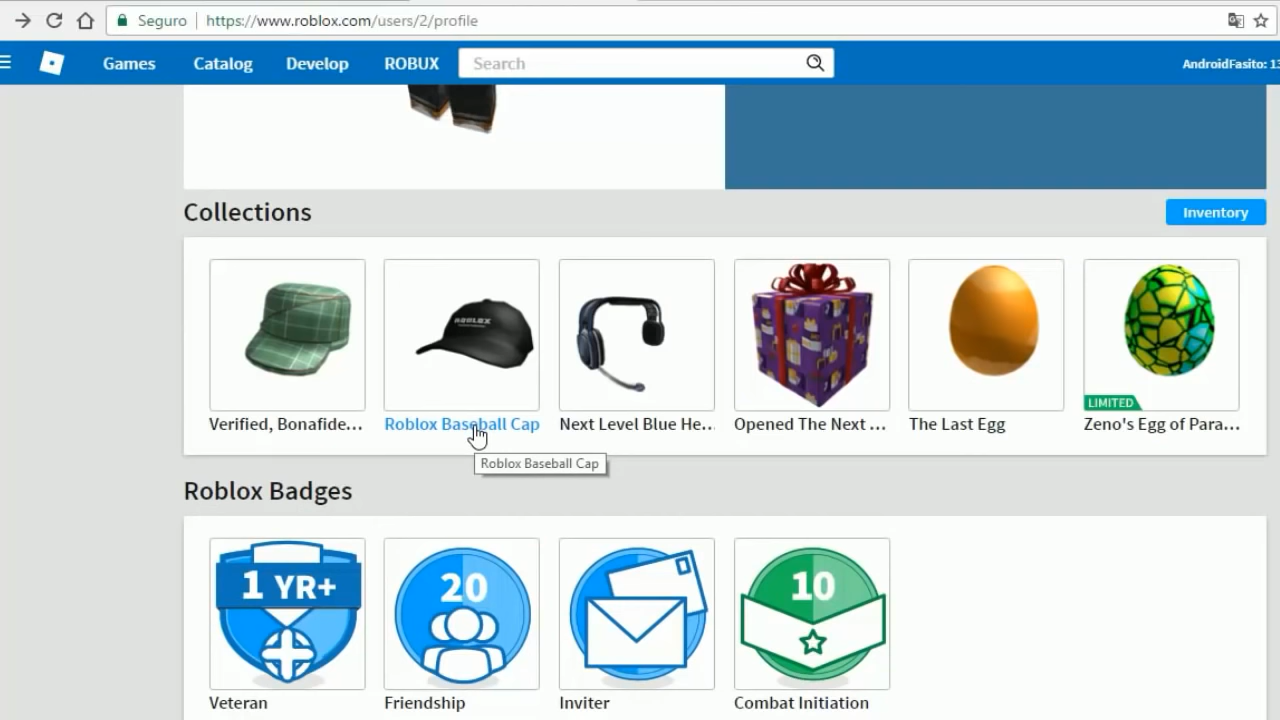 Seguro https://www.roblox.com/users/2/profile
Games Catalog Develop ROBUX Search AndroidFasito: 13
Collections Inventory
ROBLOX
LIMITED
Verified, Bonafide... Roblox Baseball Cap Next Level Blue He... Opened The Next ... The Last Egg Zeno's Egg of Para...
Roblox Baseball Cap
Roblox Badges
1 YR+ 20 10
Veteran Friendship Inviter Combat Initiation